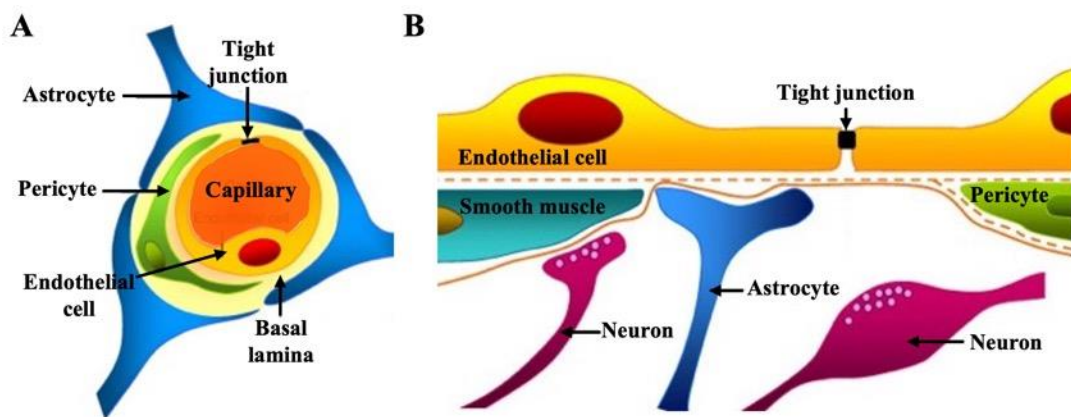 A
Tight
junction
Astrocyte
Pericyte
Capillary
Endothelial
cell
Basal
lamina
B
Tight junction
Endothelial cell
Smooth muscle
Pericyte
Astrocyte
Neuron
Neuron